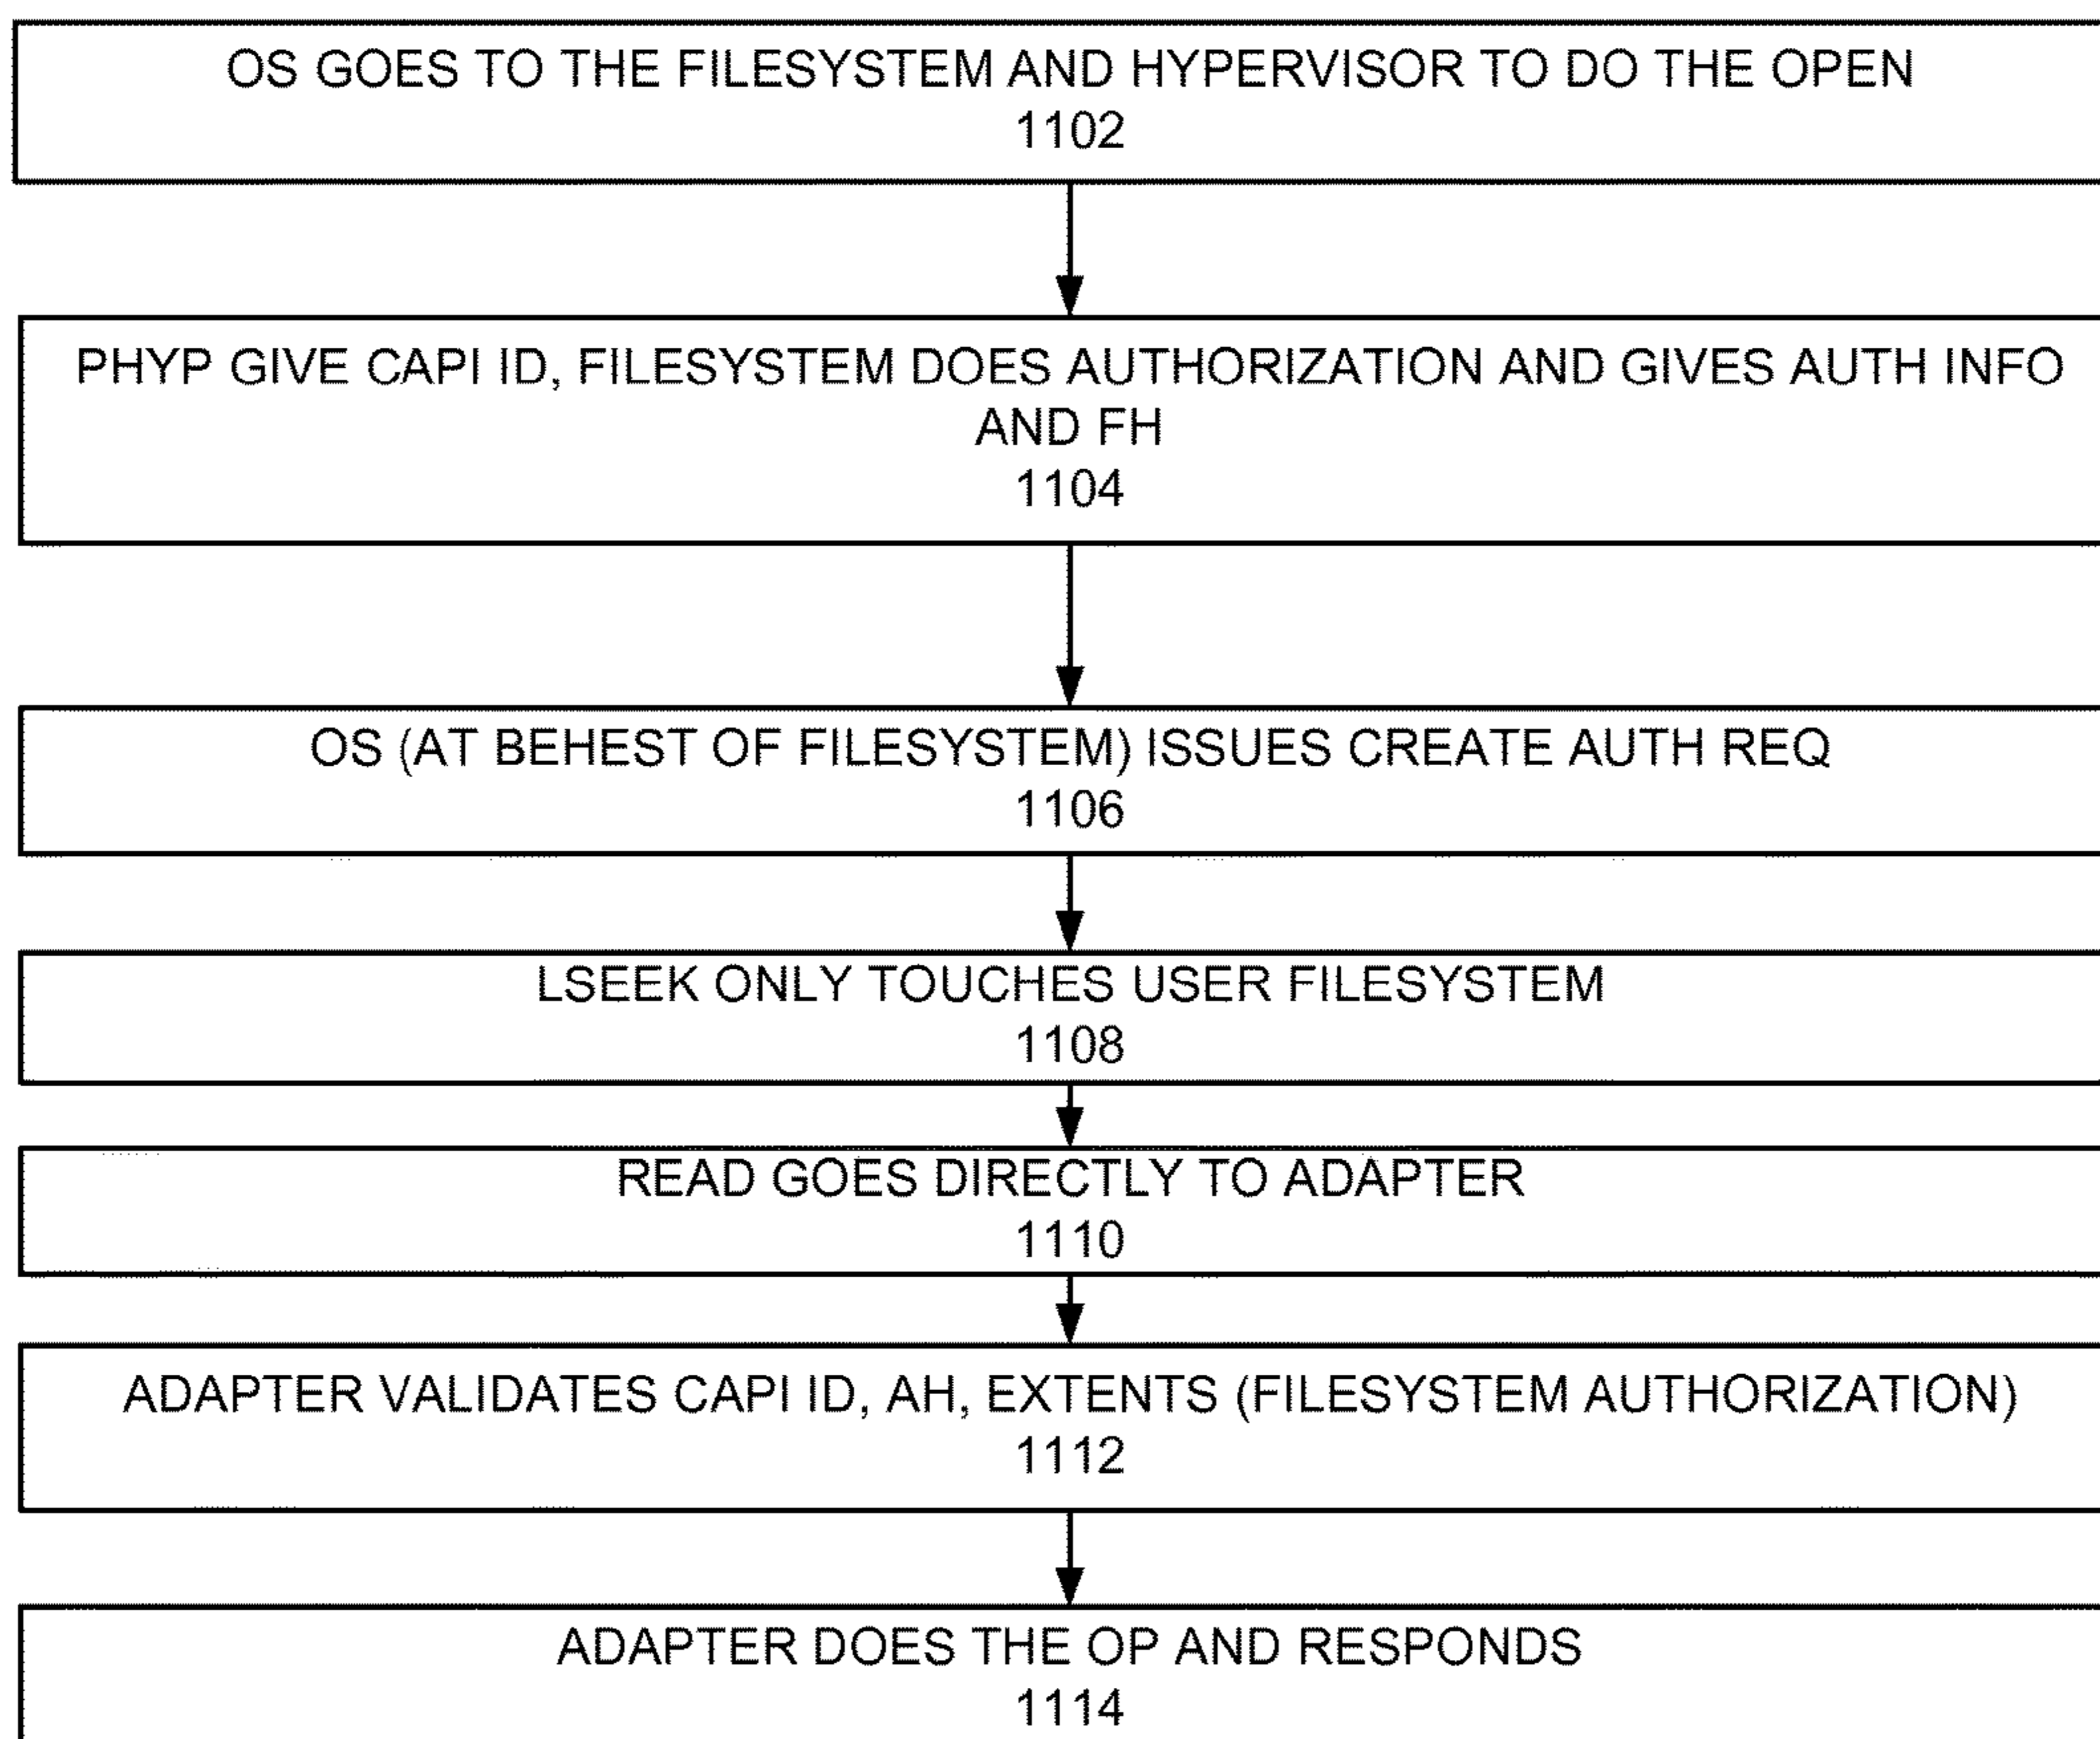 OS GOES TO THE FILESYSTEM AND HYPERVISOR TO DO THE OPEN
1102
PHYP GIVE CAPI ID, FILESYSTEM DOES AUTHORIZATION AND GIVES AUTH INFO
AND FH
1104
OS (AT BEHEST OF FILESYSTEM) ISSUES CREATE AUTH REQ
1106
LSEEK ONLY TOUCHES USER FILESYSTEM
1108
READ GOES DIRECTLY TO ADAPTER
1110
ADAPTER VALIDATES CAPI ID, AH, EXTENTS (FILESYSTEM AUTHORIZATION)
1112
ADAPTER DOES THE OP AND RESPONDS
1114